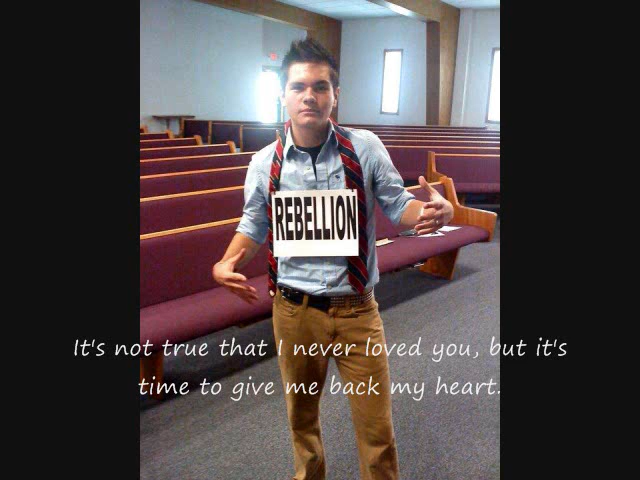 REBELLION
It's not true that I never loved you, but it's
time to give me back my heart.